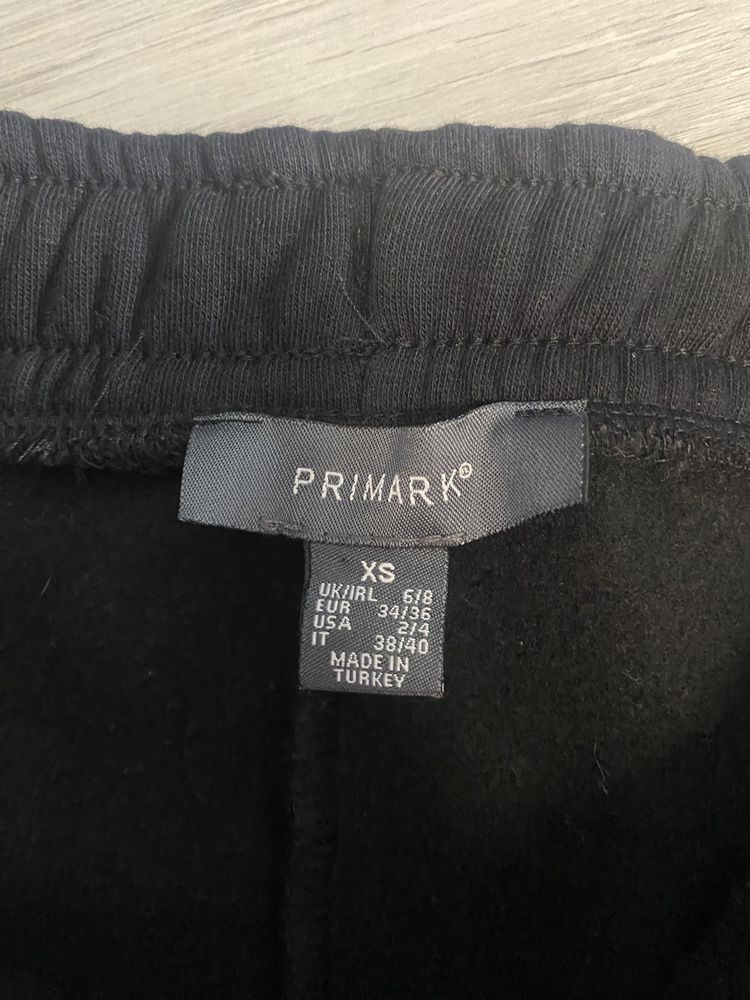 PRIMARK®
XS
UK/IRL 6/8
EUR 34/36
USA 2/4
IT 38/40
MADE IN
TURKEY